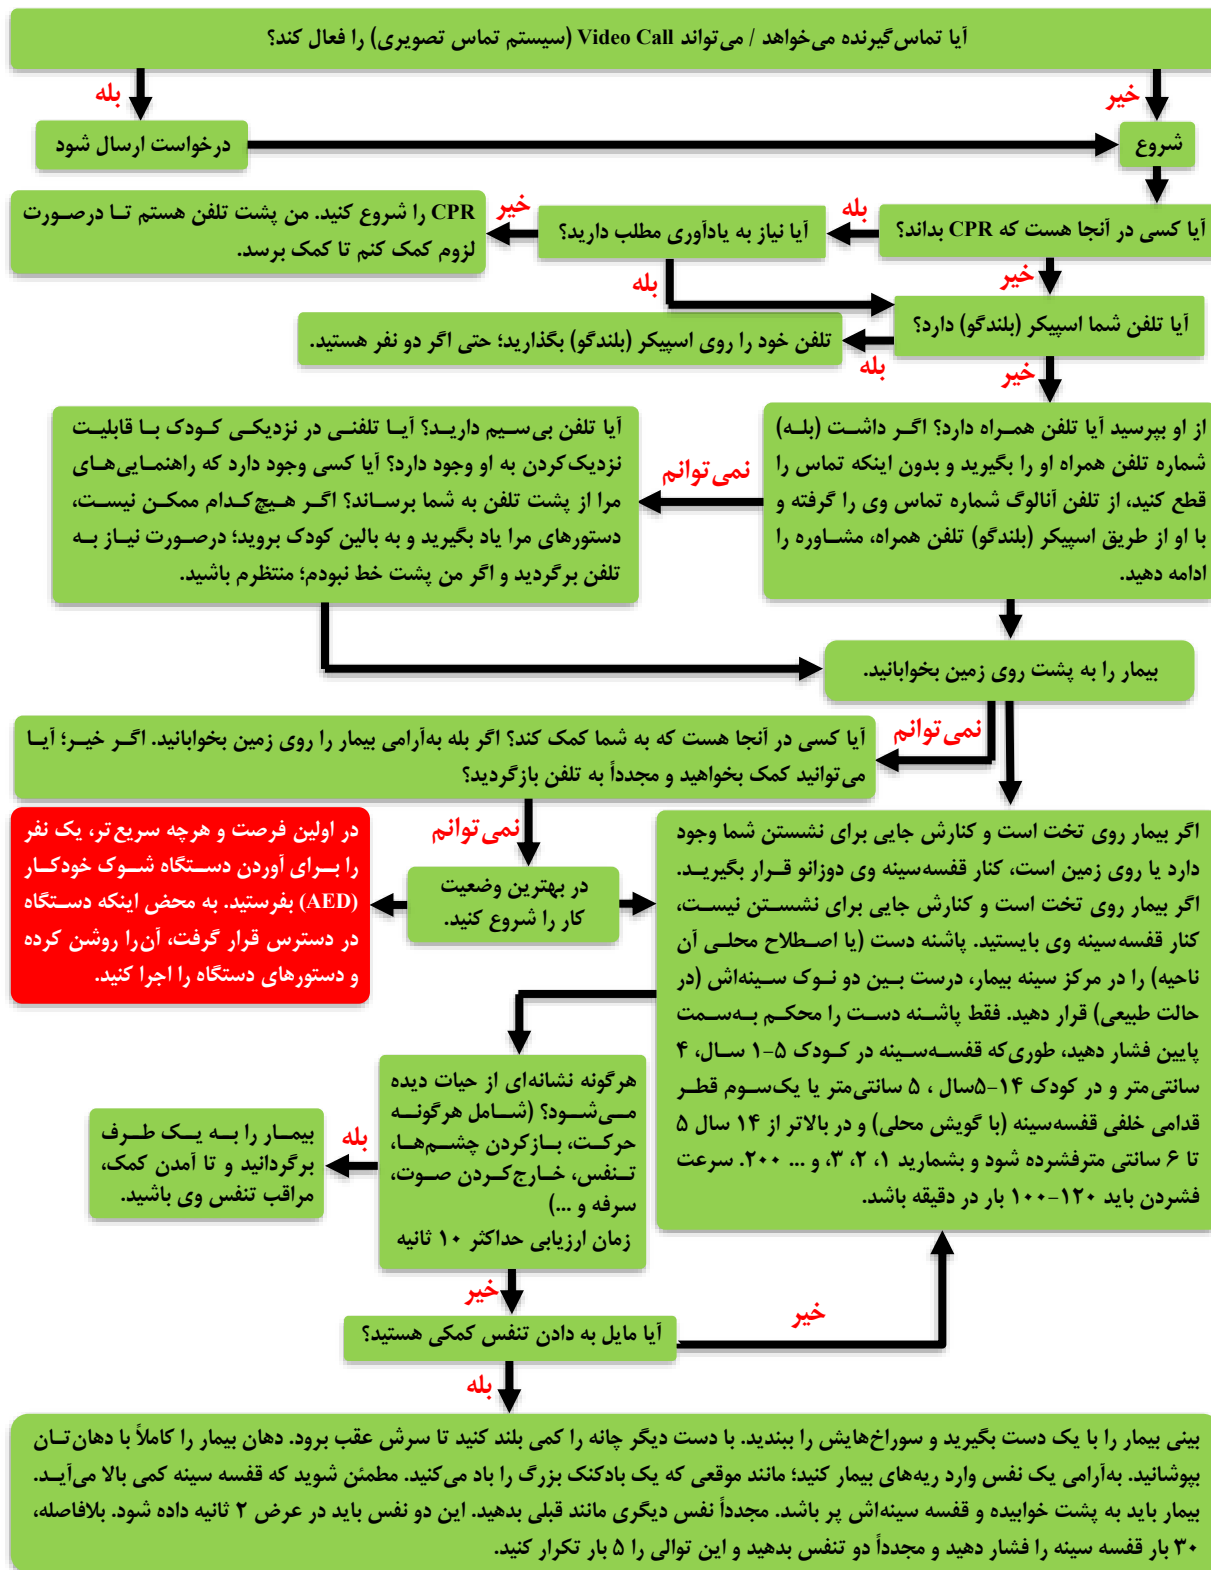 آیا تماس‌گیرنده می‌خواهد / می‌تواند Video Call (سیستم تماس تصویری) را فعال کند؟
خیر
بله
شروع
درخواست ارسال شود
آیا کسی در آنجا هست که CPR بداند؟
بله
آیا نیاز به یادآوری مطلب دارید؟
خیر
CPR را شروع کنید. من پشت تلفن هستم تا درصورت
لزوم کمک کنم تا کمک برسد.
خیر
بله
آیا تلفن شما اسپیکر (بلندگو) دارد؟
بله
تلفن خود را روی اسپیکر (بلندگو) بگذارید؛ حتی اگر دو نفر هستید.
خیر
از او بپرسید آیا تلفن همراه دارد؟ اگر داشت (بله)
شماره تلفن همراه او را بگیرید و بدون اینکه تماس را
قطع کنید، از تلفن آنالوگ شماره تماس وی را گرفته و
با او از طریق اسپیکر (بلندگو) تلفن همراه، مشاوره را
ادامه دهید.
نمی‌توانم
آیا تلفن بی‌سیم دارید؟ آیا تلفنی در نزدیکی کودک با قابلیت
نزدیک‌کردن به او وجود دارد؟ آیا کسی وجود دارد که راهنمایی‌های
مرا از پشت تلفن به شما برساند؟ اگر هیچ‌کدام ممکن نیست،
دستورهای مرا یاد بگیرید و به بالین کودک بروید؛ درصورت نیاز به
تلفن برگردید و اگر من پشت خط نبودم؛ منتظرم باشید.
بیمار را به پشت روی زمین بخوابانید.
نمی‌توانم
آیا کسی در آنجا هست که به شما کمک کند؟ اگر بله به‌آرامی بیمار را روی زمین بخوابانید. اگر خیر؛ آیا
می‌توانید کمک بخواهید و مجدداً به تلفن بازگردید؟
نمی‌توانم
در بهترین وضعیت
کار را شروع کنید.
در اولین فرصت و هرچه سریع‌تر، یک نفر
را برای آوردن دستگاه شوک خودکار
(AED) بفرستید. به محض اینکه دستگاه
در دسترس قرار گرفت، آن‌را روشن کرده
و دستورهای دستگاه را اجرا کنید.
اگر بیمار روی تخت است و کنارش جایی برای نشستن شما وجود
دارد یا روی زمین است، کنار قفسه‌سینه وی دوزانو قرار بگیرید.
اگر بیمار روی تخت است و کنارش جایی برای نشستن نیست،
کنار قفسه‌سینه وی بایستید. پاشنه دست (یا اصطلاح محلی آن
ناحیه) را در مرکز سینه بیمار، درست بین دو نوک سینه‌اش (در
حالت طبیعی) قرار دهید. فقط پاشنه دست را محکم به‌سمت
پایین فشار دهید، طوری‌که قفسه‌سینه در کودک ۵-۱ سال، ۴
سانتی‌متر و در کودک ۱۴-۵سال ، ۵ سانتی‌متر یا یک‌سوم قطر
قدامی خلفی قفسه‌سینه (با گویش محلی) و در بالاتر از ۱۴ سال ۵
تا ۶ سانتی مترفشرده شود و بشمارید ۱، ۲، ۳، و ... ۲۰۰. سرعت
فشردن باید ۱۲۰-۱۰۰ بار در دقیقه باشد.
هرگونه نشانه‌ای از حیات دیده
می‌شود؟ (شامل هرگونه
حرکت، بازکردن چشم‌ها،
تنفس، خارج‌کردن صوت،
سرفه و ...)
زمان ارزیابی حداکثر ۱۰ ثانیه
بله
بیمار را به یک طرف
برگردانید و تا آمدن کمک،
مراقب تنفس وی باشید.
خیر
آیا مایل به دادن تنفس کمکی هستید؟
خیر
بله
بینی بیمار را با یک دست بگیرید و سوراخ‌هایش را ببندید. با دست دیگر چانه را کمی بلند کنید تا سرش عقب برود. دهان بیمار را کاملاً با دهان‌تان
بپوشانید. به‌آرامی یک نفس وارد ریه‌های بیمار کنید؛ مانند موقعی که یک بادکنک بزرگ را باد می‌کنید. مطمئن شوید که قفسه سینه کمی بالا می‌آید.
بیمار باید به پشت خوابیده و قفسه سینه‌اش پر باشد. مجدداً نفس دیگری مانند قبلی بدهید. این دو نفس باید در عرض ۲ ثانیه داده شود. بلافاصله،
۳۰ بار قفسه سینه را فشار دهید و مجدداً دو تنفس بدهید و این توالی را ۵ بار تکرار کنید.